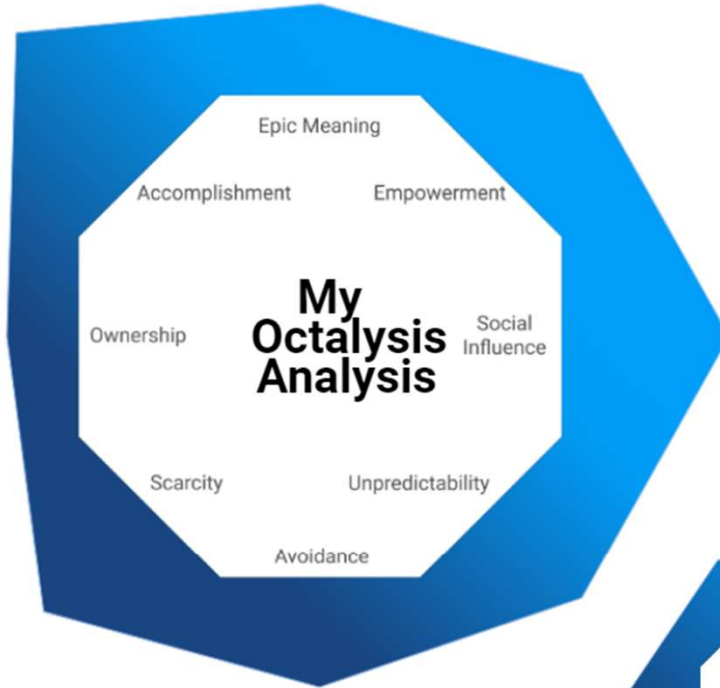 Epic Meaning
Accomplishment
Empowerment
My
Octalysis
Analysis
Ownership
Social
Influence
Scarcity
Unpredictability
Avoidance